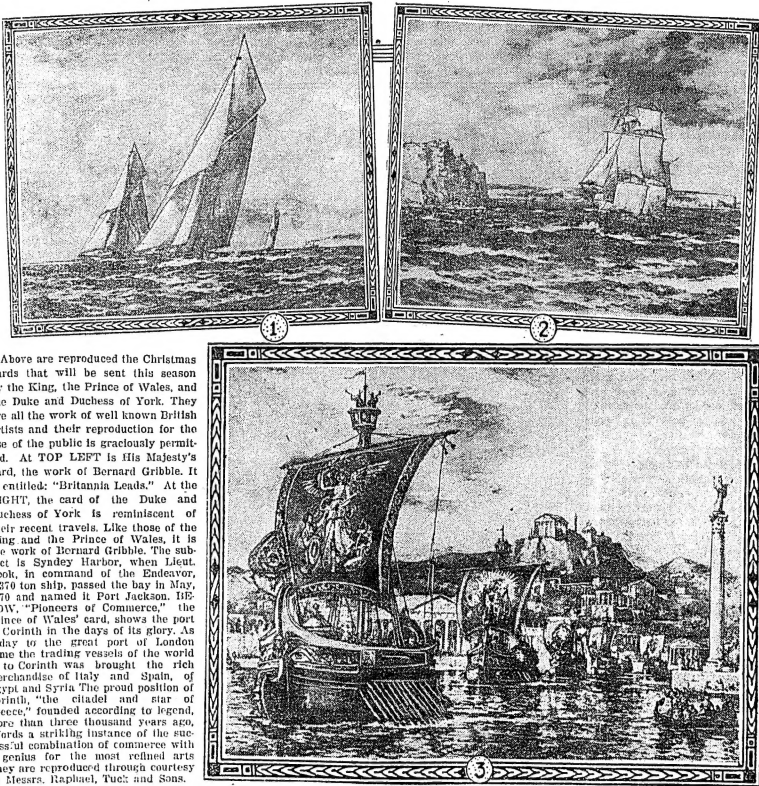 1
2
Above are reproduced the Christmas
ards that will be sent this season
the King, the Prince of Wales, and
e Duke and Duchess of York. They
e all the work of well known British
tists and their reproduction for the
se of the public is graciously permit-
d. At TOP LEFT is His Majesty's
ard, the work of Bernard Gribble. It
entitled: "Britannia Leads." At the
IGHT, the card of the Duke and
uchess of York is reminiscent of
eir recent travels. Like those of the
ing and the Prince of Wales, it is
e work of Bernard Gribble. The sub-
ct is Syndey Harbor, when Lieut.
ook, in command of the Endeavor,
370 ton ship, passed the bay in May,
70 and named it Port Jackson. BE-
OW, "Pioneers of Commerce," the
ince of Wales' card, shows the port
Corinth in the days of its glory. As
day to the great port of London
me the trading vessels of the world
to Corinth was brought the rich
erchandise of Italy and Spain, of
ypt and Syria The proud position of
rinth, "the citadel and star of
eece," founded according to legend,
ore than three thousand years ago,
fords a striking instance of the suc-
ssful combination of commerce with
genius for the most refined arts
hey are reproduced through courtesy
Messrs. Raphael, Tuck and Sons.
3